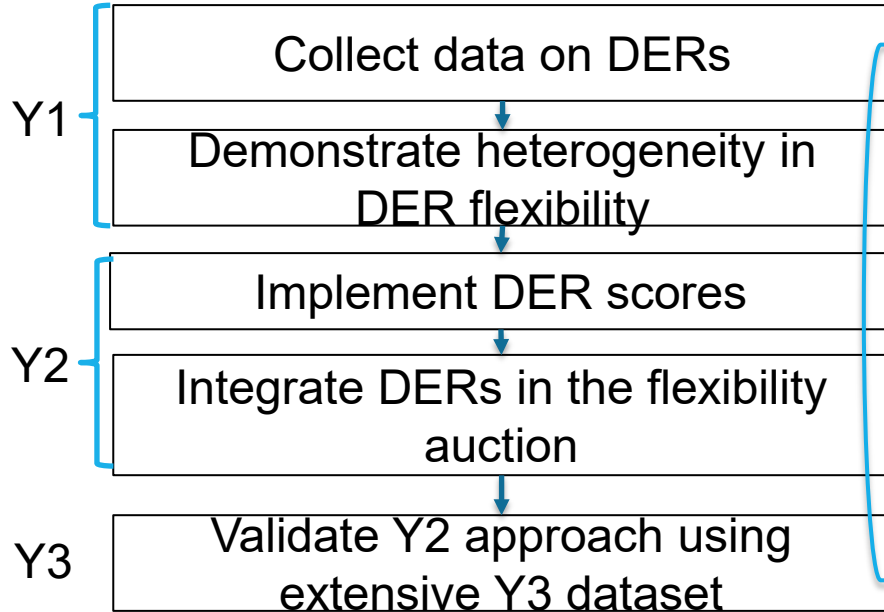 Y1
Collect data on DERs
Demonstrate heterogeneity in
DER flexibility
Y2
Implement DER scores
Integrate DERs in the flexibility
auction
Y3
Validate Y2 approach using
extensive Y3 dataset